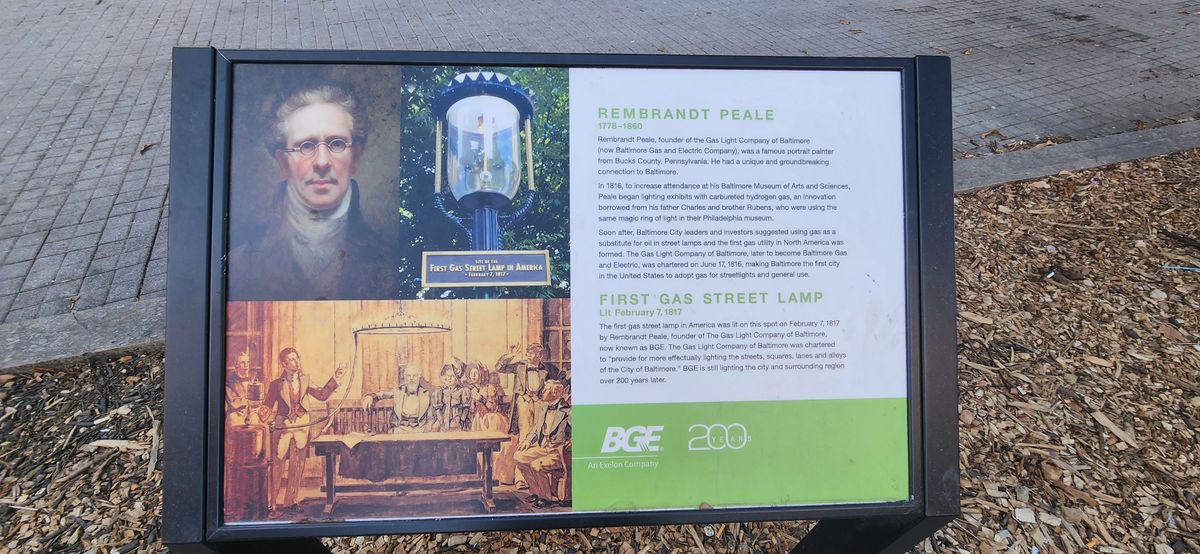 SITE OF THE
FIRST GAS STREET LAMP IN AMERICA
• FEBRUARY 7, 1817 •
REMBRANDT PEALE
1778–1860
Rembrandt Peale, founder of the Gas Light Company of Baltimore
(now Baltimore Gas and Electric Company), was a famous portrait painter
from Bucks County, Pennsylvania. He had a unique and groundbreaking
connection to Baltimore.
In 1816, to increase attendance at his Baltimore Museum of Arts and Sciences,
Peale began lighting exhibits with carbureted hydrogen gas, an innovation
borrowed from his father Charles and brother Rubens, who were using the
same magic ring of light in their Philadelphia museum.
Soon after, Baltimore City leaders and investors suggested using gas as a
substitute for oil in street lamps and the first gas utility in North America was
formed. The Gas Light Company of Baltimore, later to become Baltimore Gas
and Electric, was chartered on June 17, 1816, making Baltimore the first city
in the United States to adopt gas for streetlights and general use.
FIRST GAS STREET LAMP
Lit February 7, 1817
The first gas street lamp in America was lit on this spot on February 7, 1817
by Rembrandt Peale, founder of The Gas Light Company of Baltimore,
now known as BGE. The Gas Light Company of Baltimore was chartered
to "provide for more effectually lighting the streets, squares, lanes and alleys
of the City of Baltimore." BGE is still lighting the city and surrounding region
over 200 years later.
BGE®
An Exelon Company
200
YEARS